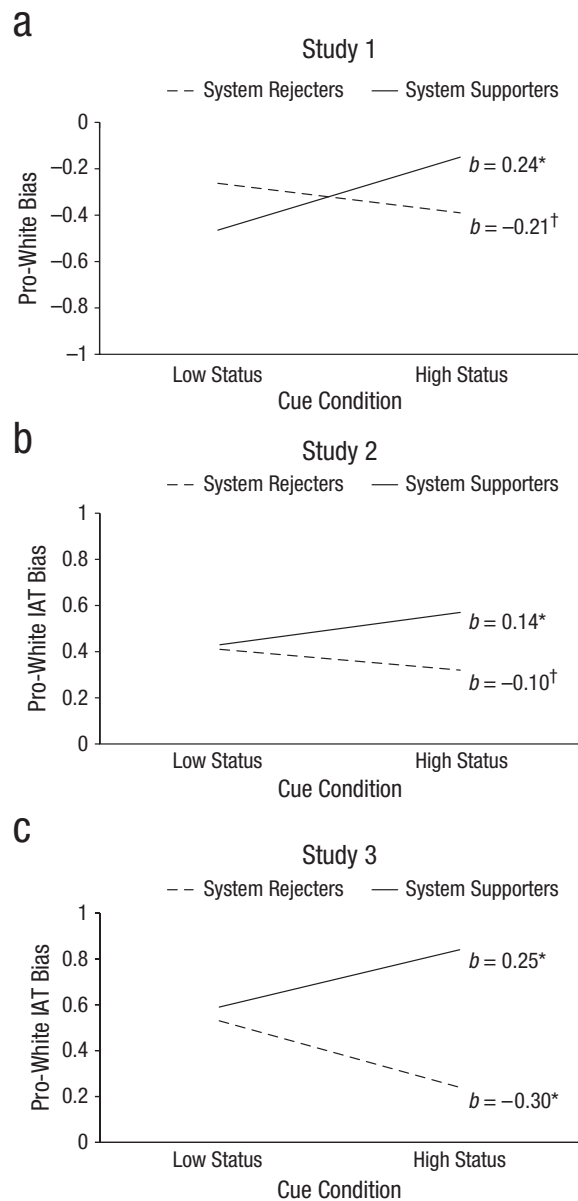 a
Study 1
System Rejecters System Supporters
Pro-White Bias
0
–0.2
–0.4
–0.6
–0.8
–1
b = 0.24*
b = –0.21†
Low Status High Status
Cue Condition
b
Study 2
System Rejecters System Supporters
Pro-White IAT Bias
1
0.8
0.6
0.4
0.2
0
b = 0.14*
b = –0.10†
Low Status High Status
Cue Condition
c
Study 3
System Rejecters System Supporters
Pro-White IAT Bias
1
0.8
0.6
0.4
0.2
0
b = 0.25*
b = –0.30*
Low Status High Status
Cue Condition